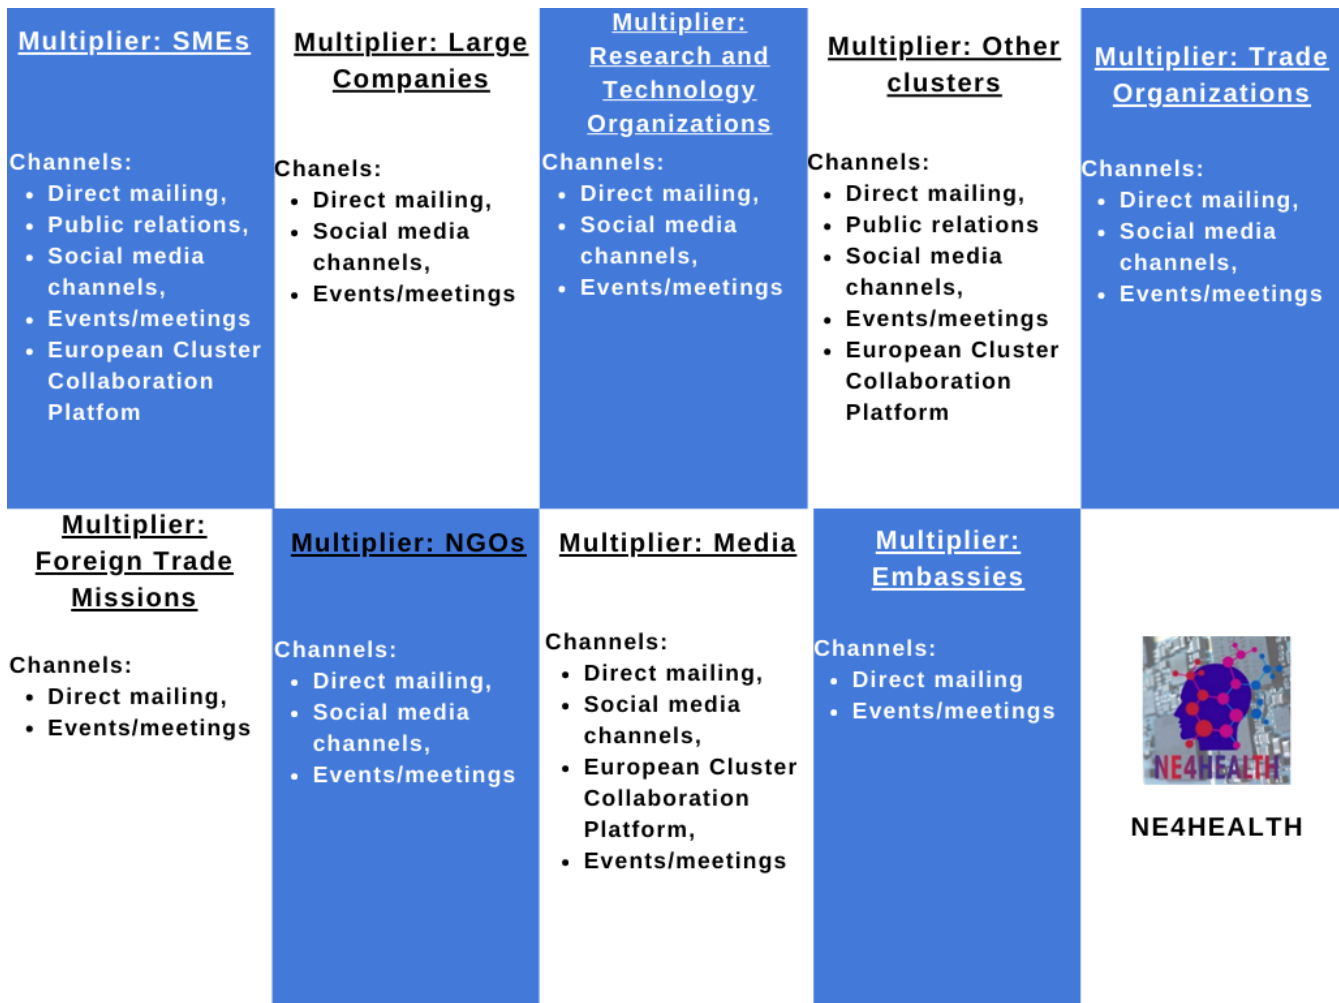 Multiplier: SMEs
Channels:
• Direct mailing,
• Public relations,
• Social media
channels,
• Events/meetings
• European Cluster
Collaboration
Platfom
Multiplier: Large
Companies
Chanels:
• Direct mailing,
• Social media
channels,
• Events/meetings
Multiplier:
Research and
Technology
Organizations
Channels:
• Direct mailing,
• Social media
channels,
• Events/meetings
Multiplier: Other
clusters
Channels:
• Direct mailing,
• Public relations
• Social media
channels,
• Events/meetings
• European Cluster
Collaboration
Platform
Multiplier: Trade
Organizations
Channels:
• Direct mailing,
• Social media
channels,
• Events/meetings
Multiplier:
Foreign Trade
Missions
Channels:
• Direct mailing,
• Events/meetings
Multiplier: NGOs
Channels:
• Direct mailing,
• Social media
channels,
• Events/meetings
Multiplier: Media
Channels:
• Direct mailing,
• Social media
channels,
• European Cluster
Collaboration
Platform,
• Events/meetings
Multiplier:
Embassies
Channels:
• Direct mailing
• Events/meetings
NE4HEALTH
NE4HEALTH